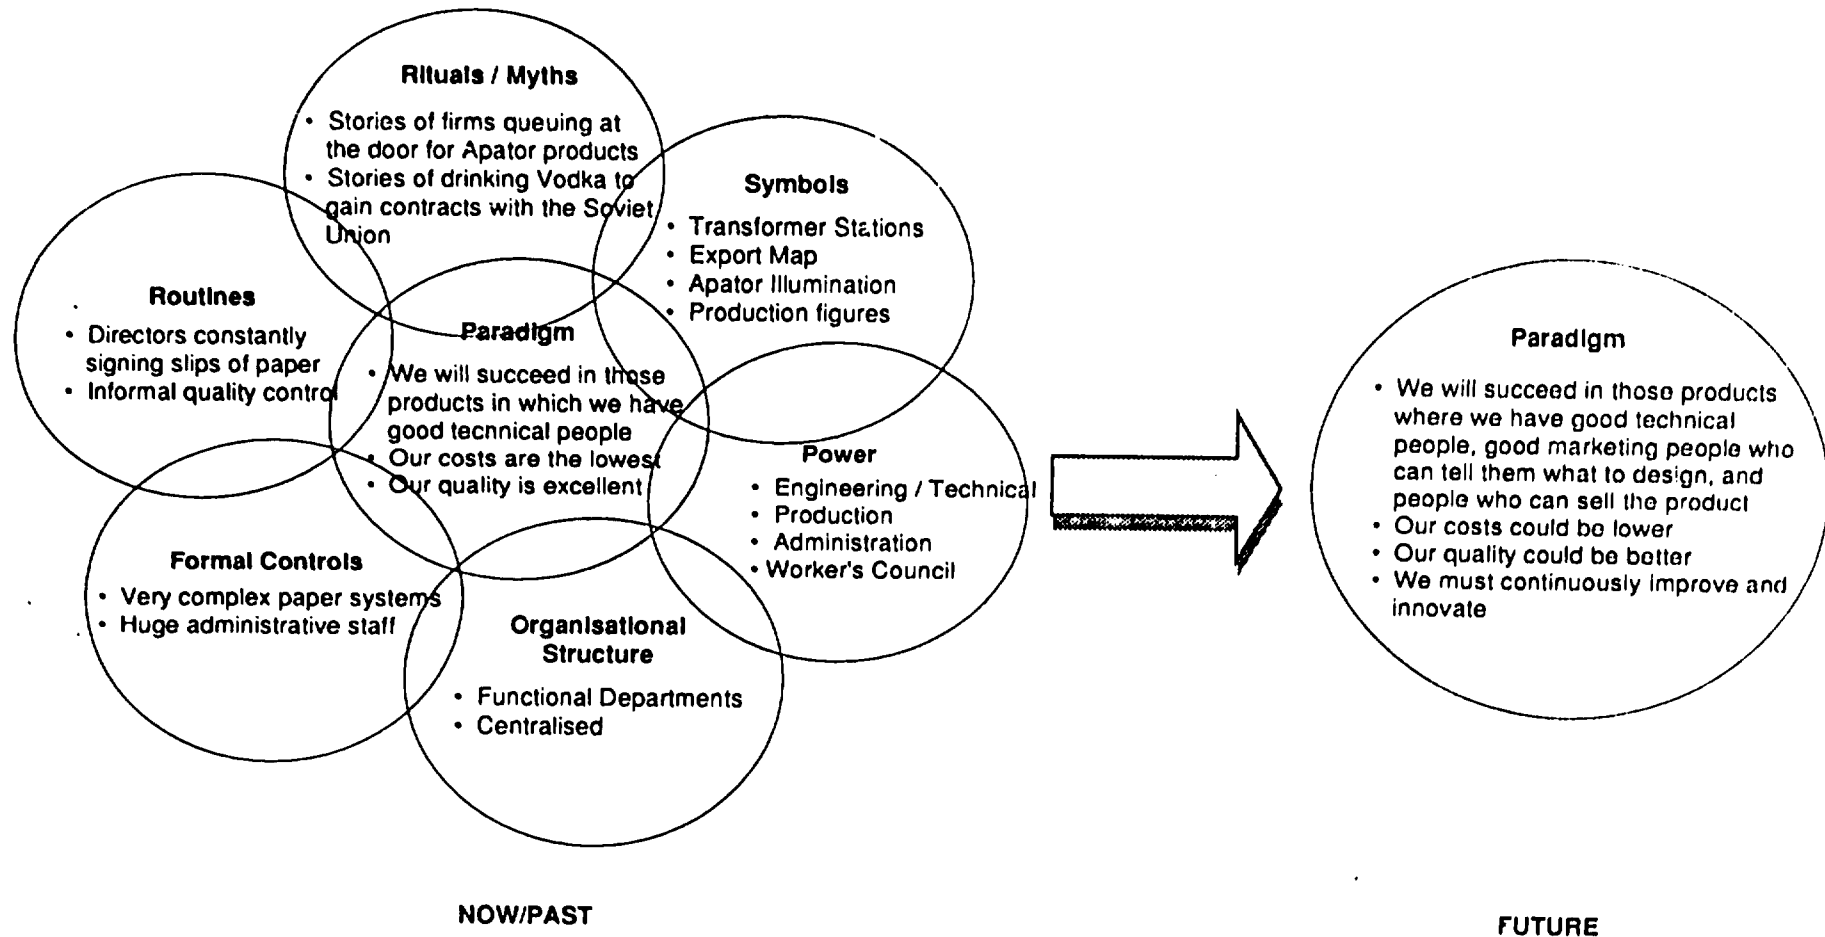 Rituals / Myths
• Stories of firms queuing at
the door for Apator products
• Stories of drinking Vodka to
gain contracts with the Soviet
Union
Symbols
• Transformer Stations
• Export Map
• Apator Illumination
• Production figures
Routines
• Directors constantly
signing slips of paper
• Informal quality control
Paradigm
• We will succeed in those
products in which we have
good technical people
• Our costs are the lowest
• Our quality is excellent
Power
• Engineering / Technical
• Production
• Administration
• Worker's Council
Formal Controls
• Very complex paper systems
• Huge administrative staff
Organisational
Structure
• Functional Departments
• Centralised
NOW/PAST
Paradigm
• We will succeed in those products
where we have good technical
people, good marketing people who
can tell them what to design, and
people who can sell the product
• Our costs could be lower
• Our quality could be better
• We must continuously improve and
innovate
FUTURE